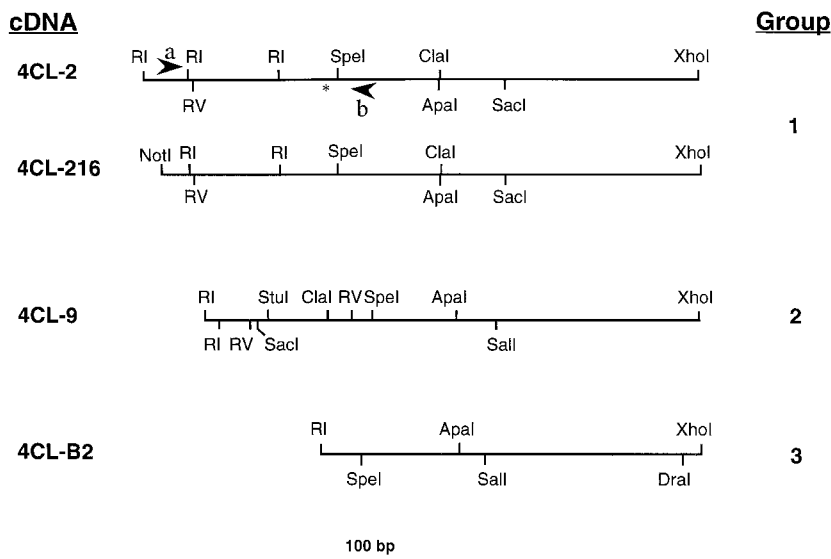 cDNA Group
RI a RI RI SpeI ClaI XhoI
4CL-2
RV * b ApaI SacI
1
NotI RI RI SpeI ClaI XhoI
4CL-216
RV ApaI SacI
RI StuI ClaI RV SpeI ApaI XhoI
4CL-9 2
RI RV SacI SalI
RI ApaI XhoI
4CL-B2 3
SpeI SalI DraI
100 bp